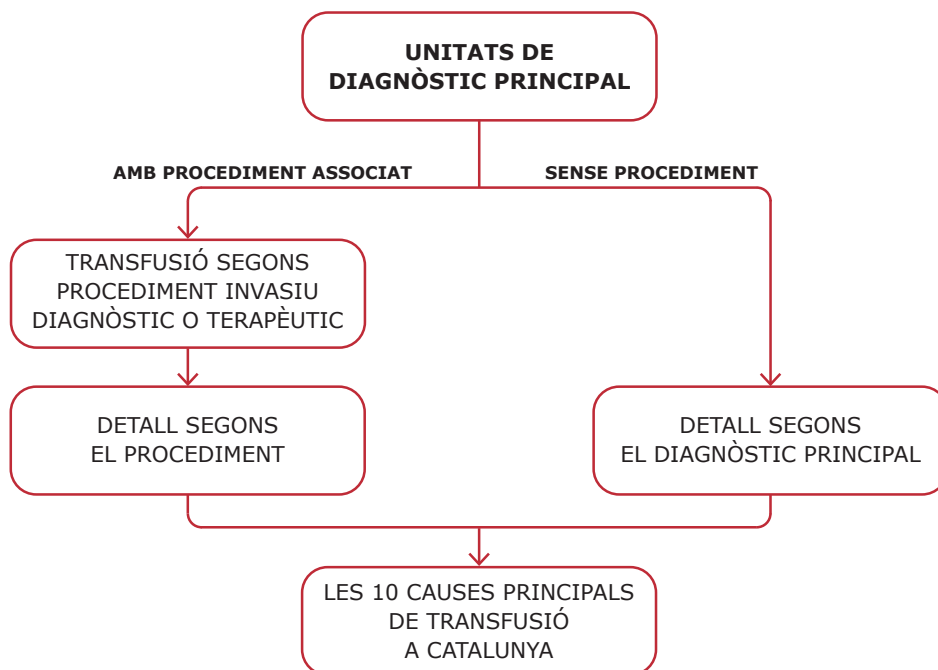 UNITATS DE
DIAGNÒSTIC PRINCIPAL
AMB PROCEDIMENT ASSOCIAT
SENSE PROCEDIMENT
TRANSFUSIÓ SEGONS
PROCEDIMENT INVASIU
DIAGNÒSTIC O TERAPÈUTIC
DETALL SEGONS
EL PROCEDIMENT
DETALL SEGONS
EL DIAGNÒSTIC PRINCIPAL
LES 10 CAUSES PRINCIPALS
DE TRANSFUSIÓ
A CATALUNYA